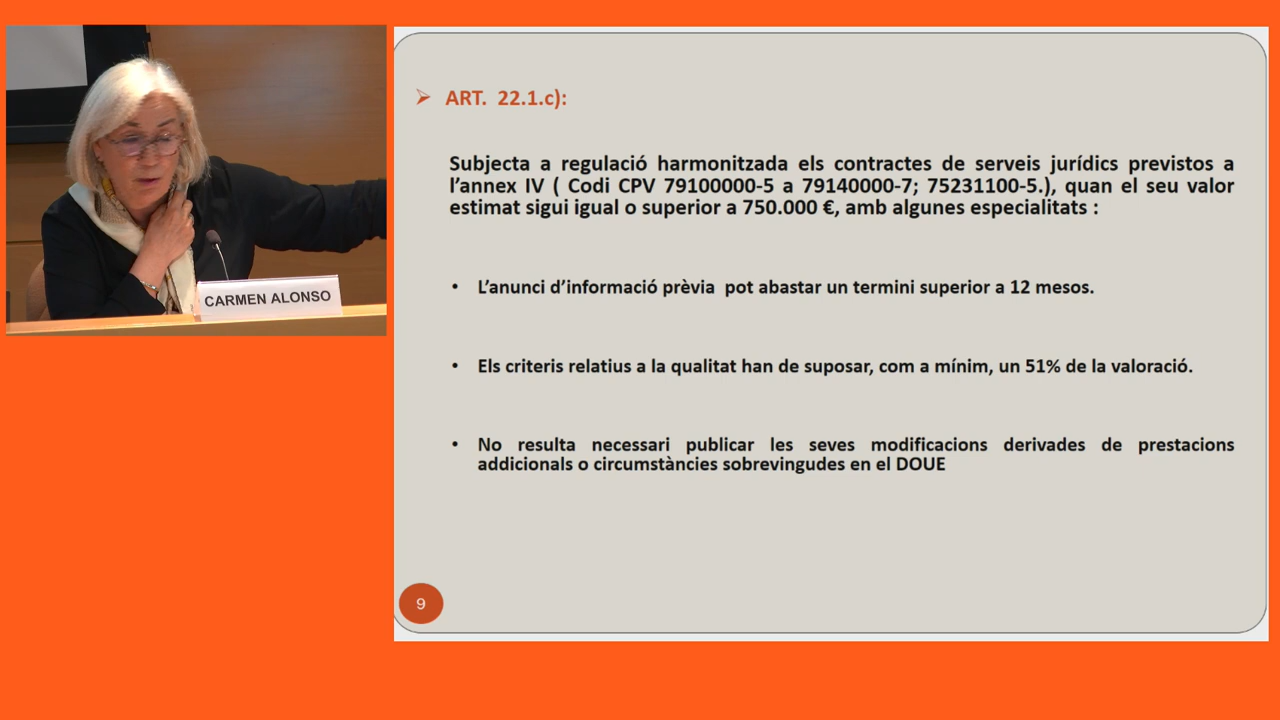 CARMEN ALONSO
➢ ART. 22.1.c):
Subjecta a regulació harmonitzada els contractes de serveis jurídics previstos a
l’annex IV ( Codi CPV 79100000-5 a 79140000-7; 75231100-5.), quan el seu valor
estimat sigui igual o superior a 750.000 €, amb algunes especialitats :
• L’anunci d’informació prèvia pot abastar un termini superior a 12 mesos.
• Els criteris relatius a la qualitat han de suposar, com a mínim, un 51% de la valoració.
• No resulta necessari publicar les seves modificacions derivades de prestacions
addicionals o circumstàncies sobrevingudes en el DOUE
9